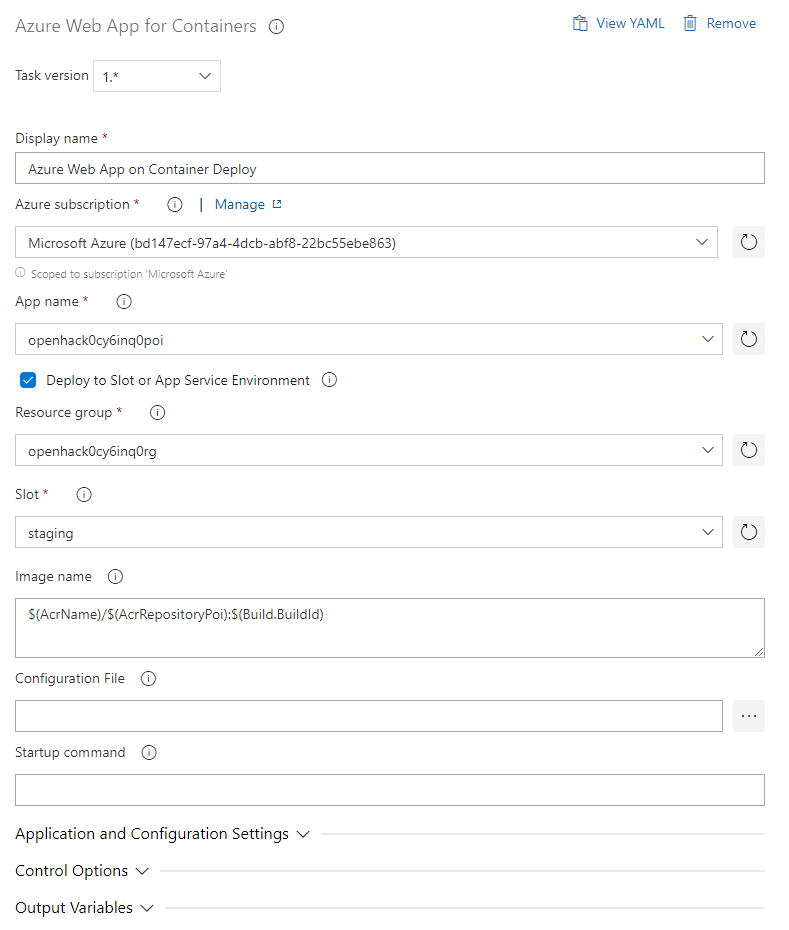 Azure Web App for Containers
View YAML
Remove
Task version 1.*
Display name *
Azure Web App on Container Deploy
Azure subscription * | Manage
Microsoft Azure (bd147ecf-97a4-4dcb-abf8-22bc55ebe863)
Scoped to subscription 'Microsoft Azure'
App name *
openhack0cy6inq0poi
Deploy to Slot or App Service Environment
Resource group *
openhack0cy6inq0rg
Slot *
staging
Image name
$(AcrName)/$(AcrRepositoryPoi):$(Build.BuildId)
Configuration File
...
Startup command
Application and Configuration Settings
Control Options
Output Variables